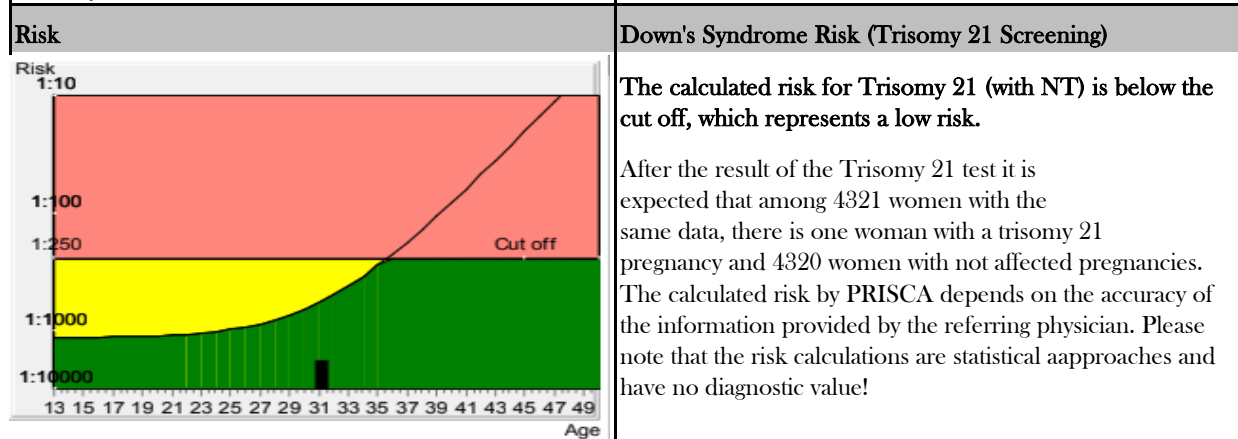 Risk
Down's Syndrome Risk (Trisomy 21 Screening)
Risk
1:10
1:100
1:250
Cut off
1:1000
1:10000
13 15 17 19 21 23 25 27 29 31 33 35 37 39 41 43 45 47 49
Age
The calculated risk for Trisomy 21 (with NT) is below the
cut off, which represents a low risk.
After the result of the Trisomy 21 test it is
expected that among 4321 women with the
same data, there is one woman with a trisomy 21
pregnancy and 4320 women with not affected pregnancies.
The calculated risk by PRISCA depends on the accuracy of
the information provided by the referring physician. Please
note that the risk calculations are statistical aapproaches and
have no diagnostic value!